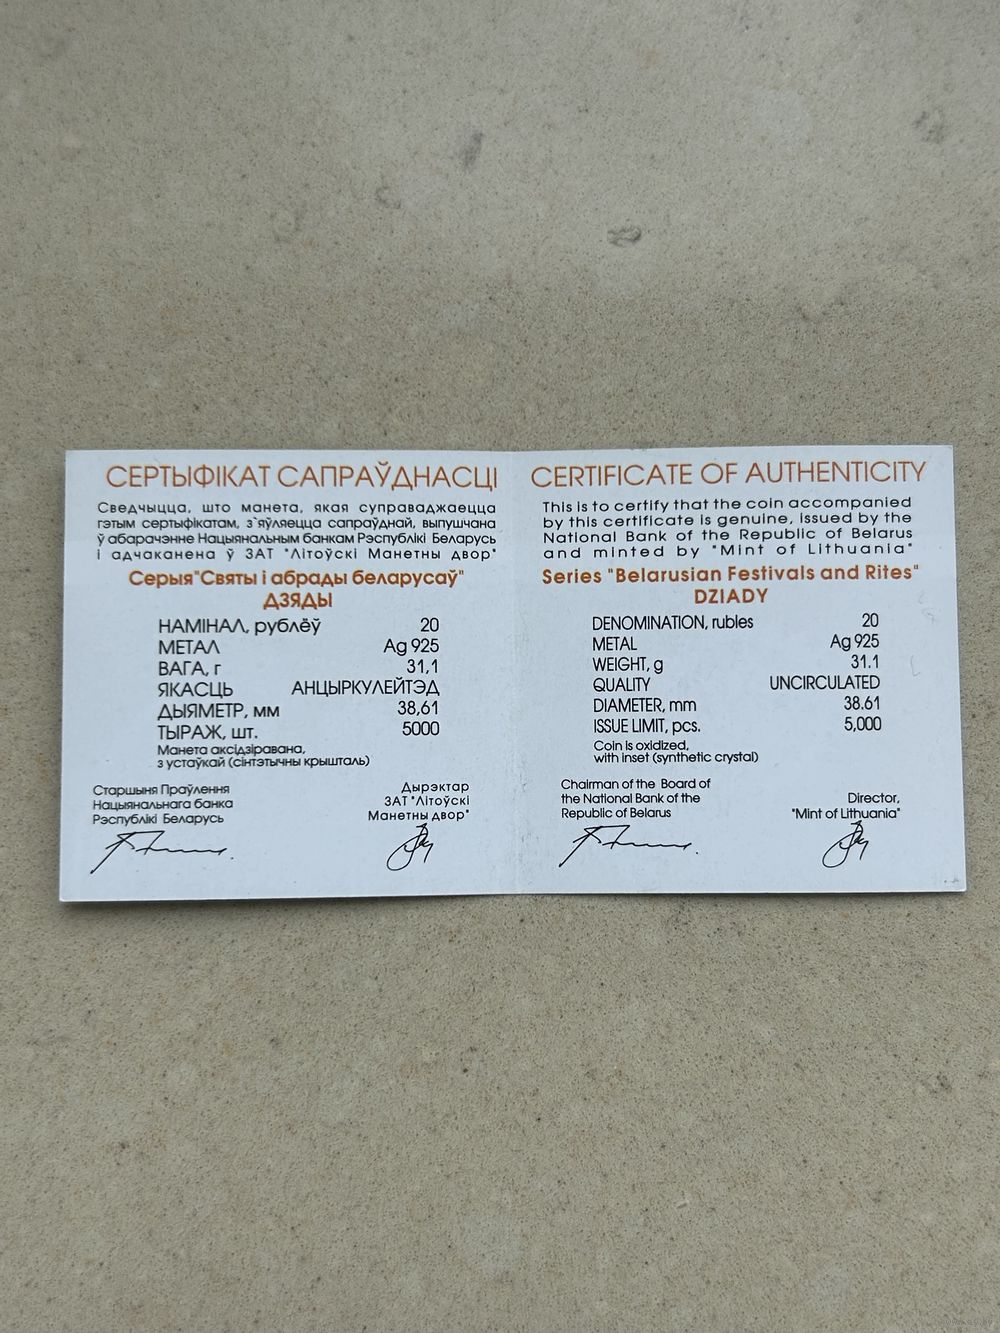 СЕРТЫФІКАТ САПРАЎДНАСЦІ
Сведчыцца, што манета, якая суправаджаецца
гэтым сертыфікатам, з`яўляецца сапраўднай, выпушчана
ў абарачэнне Нацыянальным банкам Рэспублікі Беларусь
і адчаканена ў ЗАТ "Літоўскі Манетны двор"
Серыя"Святы і абрады беларусаў"
ДЗЯДЫ
НАМІНАЛ, рублёў 20
МЕТАЛ Ag 925
ВАГА, г 31,1
ЯКАСЦЬ АНЦЫРКУЛЕЙТЭД
ДЫЯМЕТР, мм 38,61
ТЫРАЖ, шт. 5000
Манета аксідзіравана,
з устаўкай (сінтэтычны крышталь)
Старшыня Праўлення
Нацыянальнага банка
Рэспублікі Беларусь
Дырэктар
ЗАТ "Літоўскі
Манетны двор"
CERTIFICATE OF AUTHENTICITY
This is to certify that the coin accompanied
by this certificate is genuine, issued by the
National Bank of the Republic of Belarus
and minted by "Mint of Lithuania"
Series "Belarusian Festivals and Rites"
DZIADY
DENOMINATION, rubles 20
METAL Ag 925
WEIGHT, g 31.1
QUALITY UNCIRCULATED
DIAMETER, mm 38.61
ISSUE LIMIT, pcs. 5,000
Coin is oxidized,
with inset (synthetic crystal)
Chairman of the Board of
the National Bank of the
Republic of Belarus
Director,
"Mint of Lithuania"